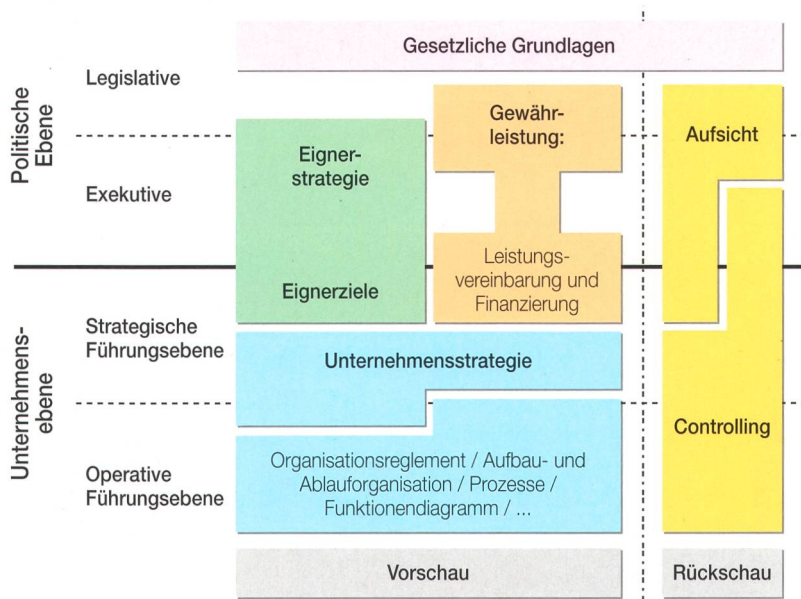 Gesetzliche Grundlagen
Politische
Ebene
Legislative
Exekutive
Eigner-
strategie
Eignerziele
Gewähr-
leistung:
Leistungs-
vereinbarung und
Finanzierung
Aufsicht
Unternehmens-
ebene
Strategische
Führungsebene
Unternehmensstrategie
Controlling
Operative
Führungsebene
Organisationsreglement / Aufbau- und
Ablauforganisation / Prozesse /
Funktionendiagramm / ...
Vorschau
Rückschau